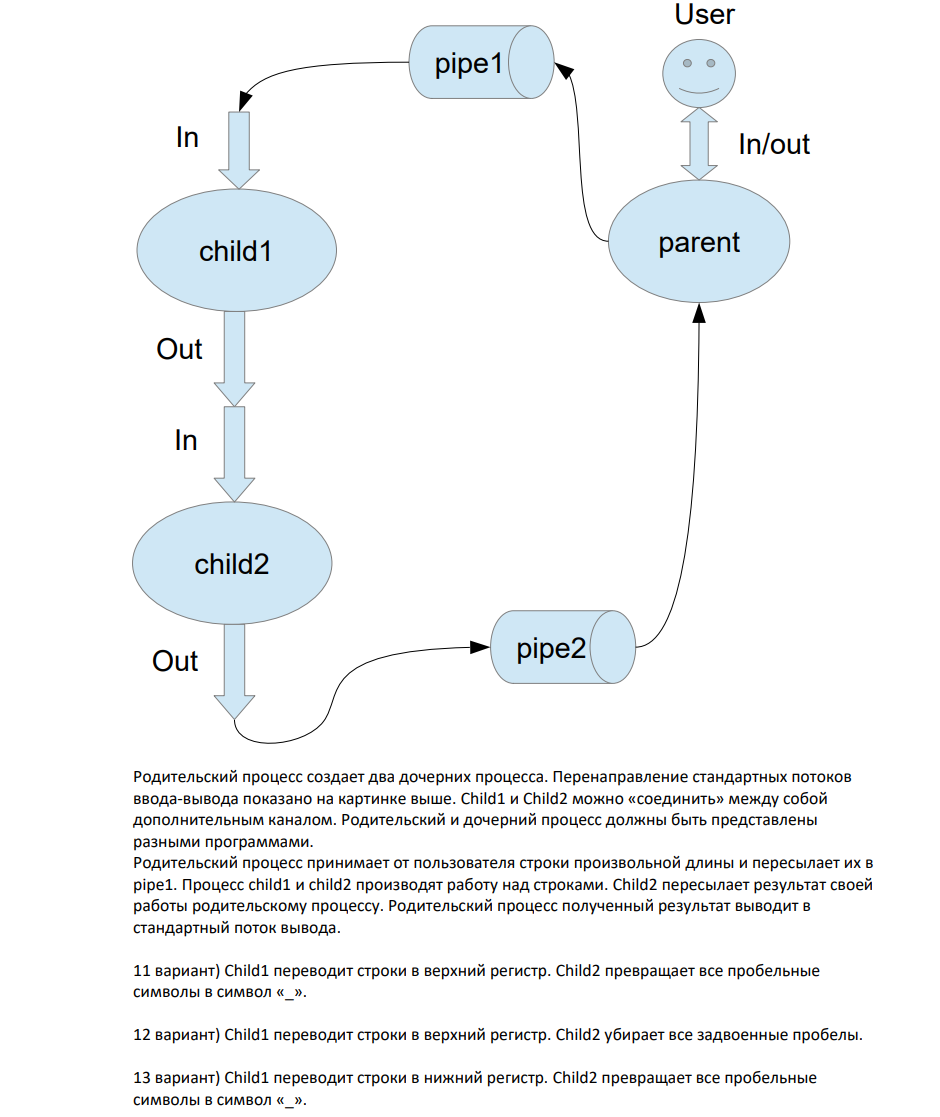 User
pipe1
In
In/out
child1
parent
Out
In
child2
Out
pipe2
Родительский процесс создает два дочерних процесса. Перенаправление стандартных потоков
ввода-вывода показано на картинке выше. Child1 и Child2 можно «соединить» между собой
дополнительным каналом. Родительский и дочерний процесс должны быть представлены
разными программами.
Родительский процесс принимает от пользователя строки произвольной длины и пересылает их в
pipe1. Процесс child1 и child2 производят работу над строками. Child2 пересылает результат своей
работы родительскому процессу. Родительский процесс полученный результат выводит в
стандартный поток вывода.
11 вариант) Child1 переводит строки в верхний регистр. Child2 превращает все пробельные
символы в символ «_».
12 вариант) Child1 переводит строки в верхний регистр. Child2 убирает все задвоенные пробелы.
13 вариант) Child1 переводит строки в нижний регистр. Child2 превращает все пробельные
символы в символ «_».